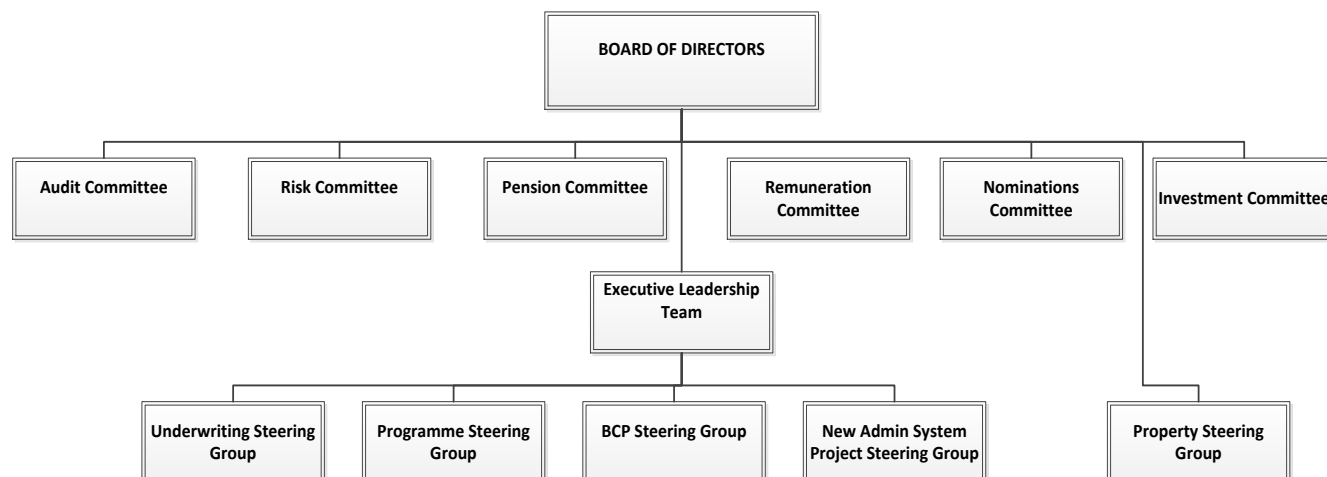 BOARD OF DIRECTORS
Audit Committee
Risk Committee
Pension Committee
Remuneration
Committee
Nominations
Committee
Investment Committee
Executive Leadership
Team
Underwriting Steering
Group
Programme Steering
Group
BCP Steering Group
New Admin System
Project Steering Group
Property Steering
Group